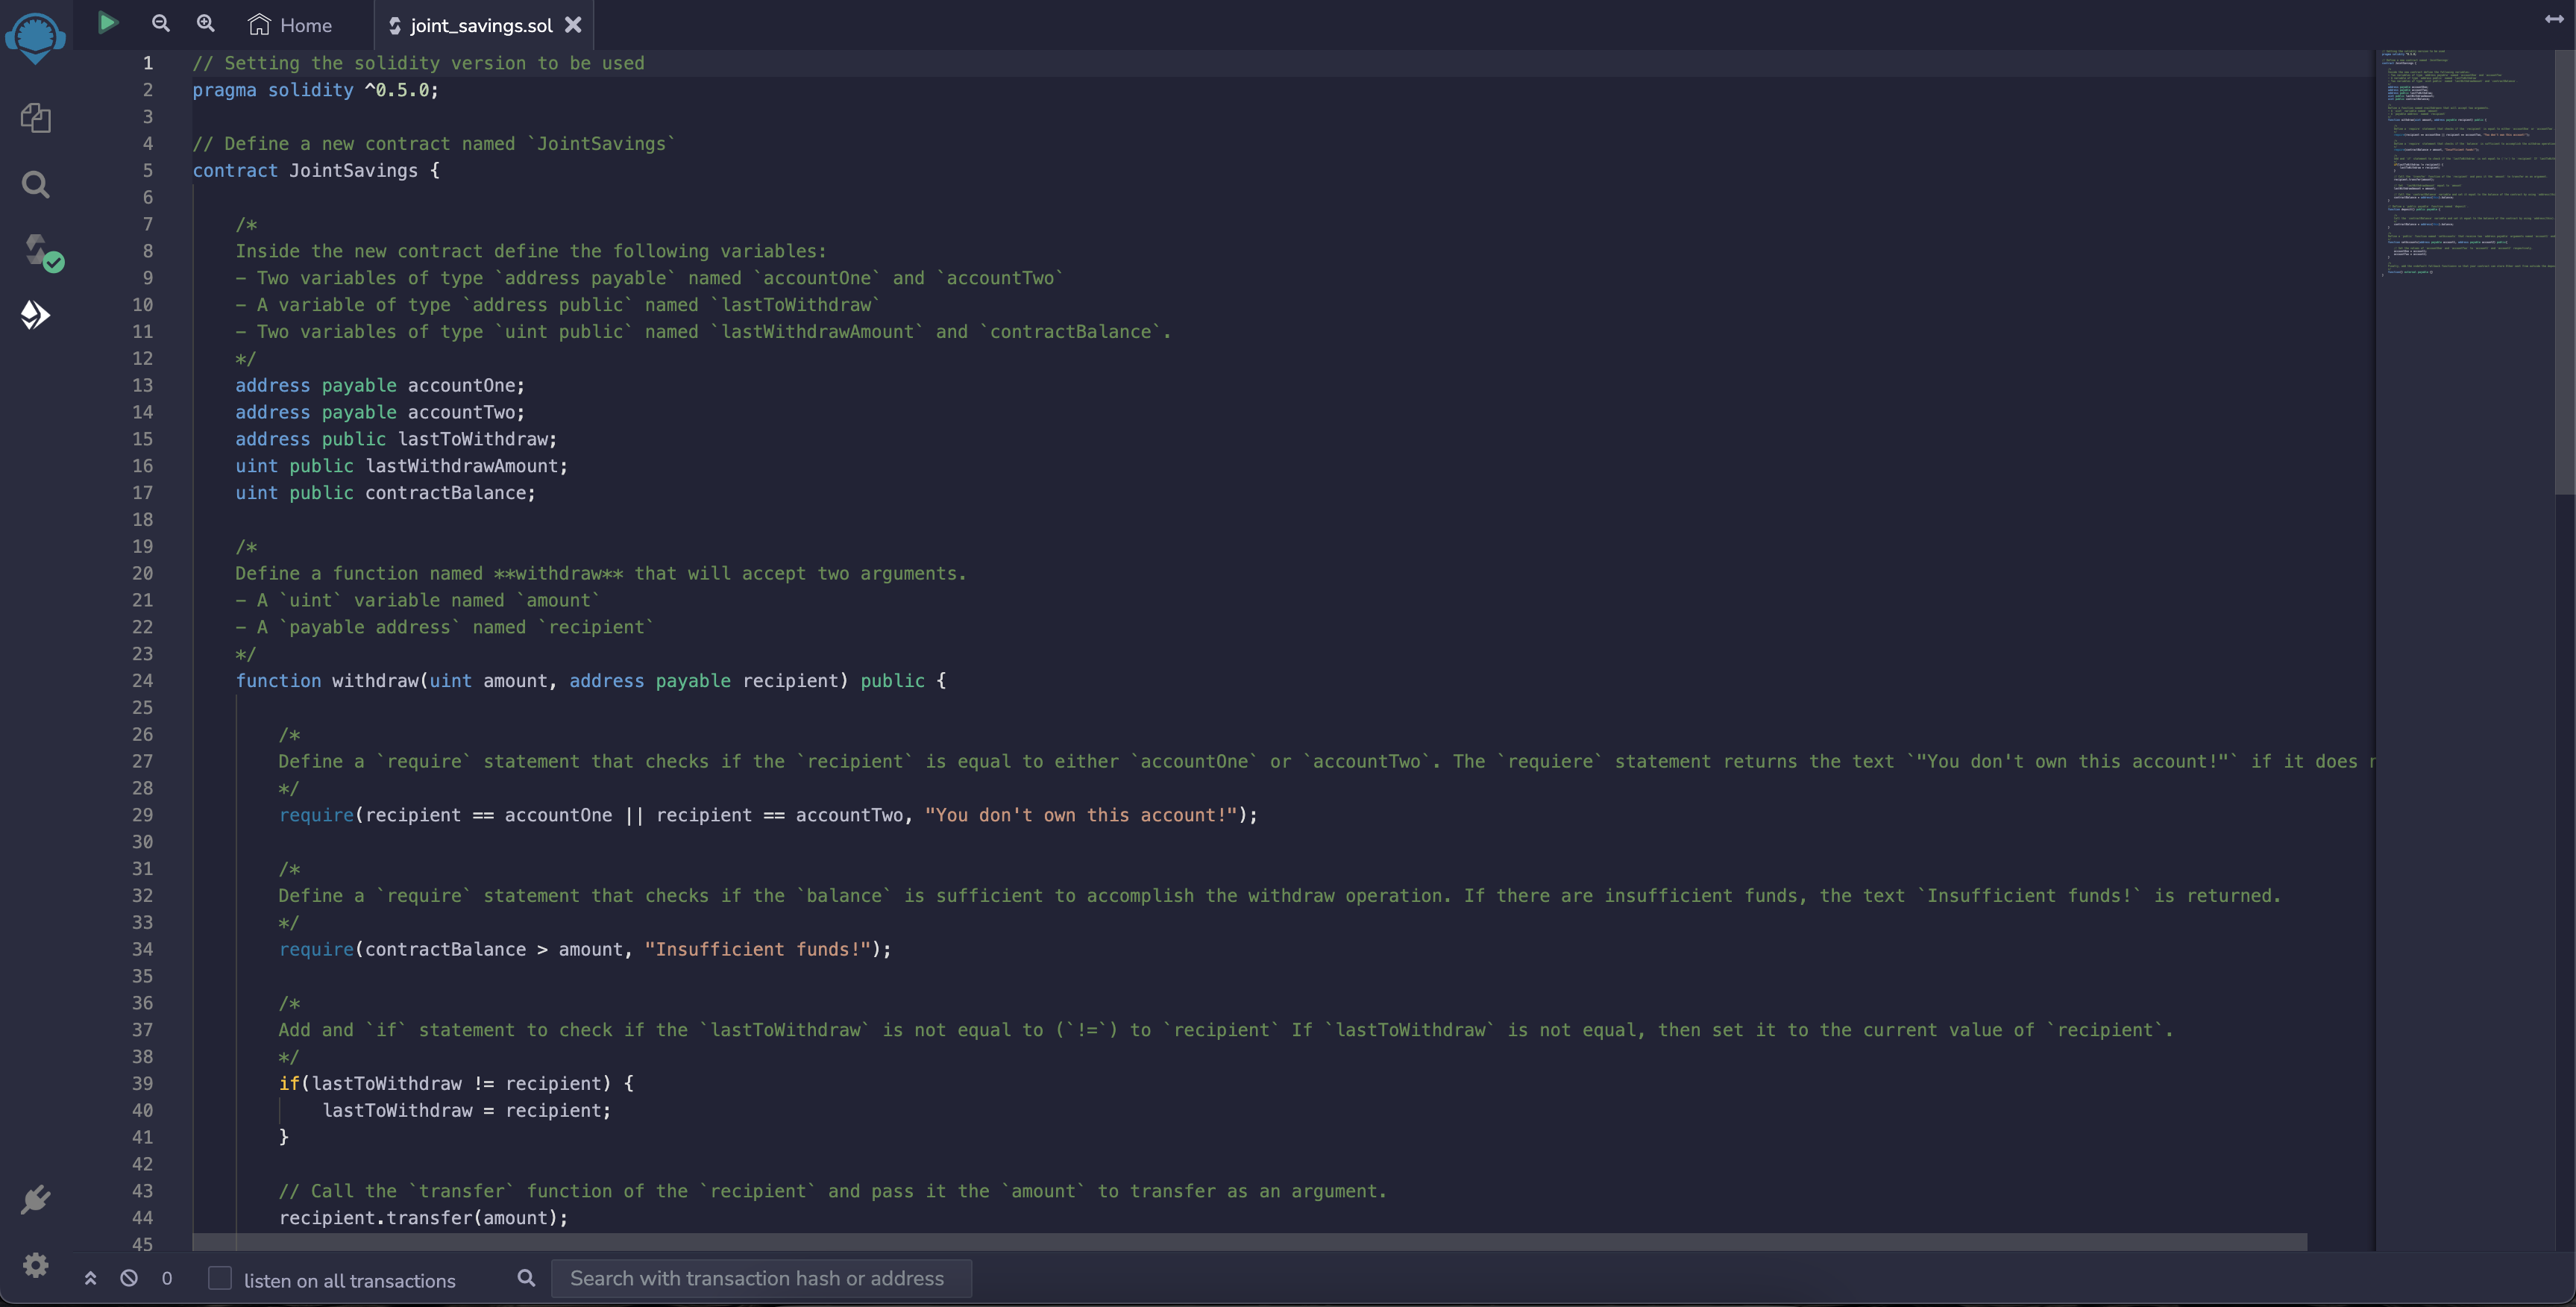 Home
joint_savings.sol
1 // Setting the solidity version to be used
2 pragma solidity ^0.5.0;
3
4 // Define a new contract named `JointSavings`
5 contract JointSavings {
6
7 /*
8 Inside the new contract define the following variables:
9 - Two variables of type `address payable` named `accountOne` and `accountTwo`
10 - A variable of type `address public` named `lastToWithdraw`
11 - Two variables of type `uint public` named `lastWithdrawAmount` and `contractBalance`.
12 */
13 address payable accountOne;
14 address payable accountTwo;
15 address public lastToWithdraw;
16 uint public lastWithdrawAmount;
17 uint public contractBalance;
18
19 /*
20 Define a function named **withdraw** that will accept two arguments.
21 - A `uint` variable named `amount`
22 - A `payable address` named `recipient`
23 */
24 function withdraw(uint amount, address payable recipient) public {
25
26 /*
27 Define a `require` statement that checks if the `recipient` is equal to either `accountOne` or `accountTwo`. The `requiere` statement returns the text `"You don't own this account!"` if it does
28 */
29 require(recipient == accountOne || recipient == accountTwo, "You don't own this account!");
30
31 /*
32 Define a `require` statement that checks if the `balance` is sufficient to accomplish the withdraw operation. If there are insufficient funds, the text `Insufficient funds!` is returned.
33 */
34 require(contractBalance > amount, "Insufficient funds!");
35
36 /*
37 Add and `if` statement to check if the `lastToWithdraw` is not equal to (`!=`) to `recipient` If `lastToWithdraw` is not equal, then set it to the current value of `recipient`.
38 */
39 if(lastToWithdraw != recipient) {
40 lastToWithdraw = recipient;
41 }
42
43 // Call the `transfer` function of the `recipient` and pass it the `amount` to transfer as an argument.
44 recipient.transfer(amount);
45
0
listen on all transactions
Search with transaction hash or address